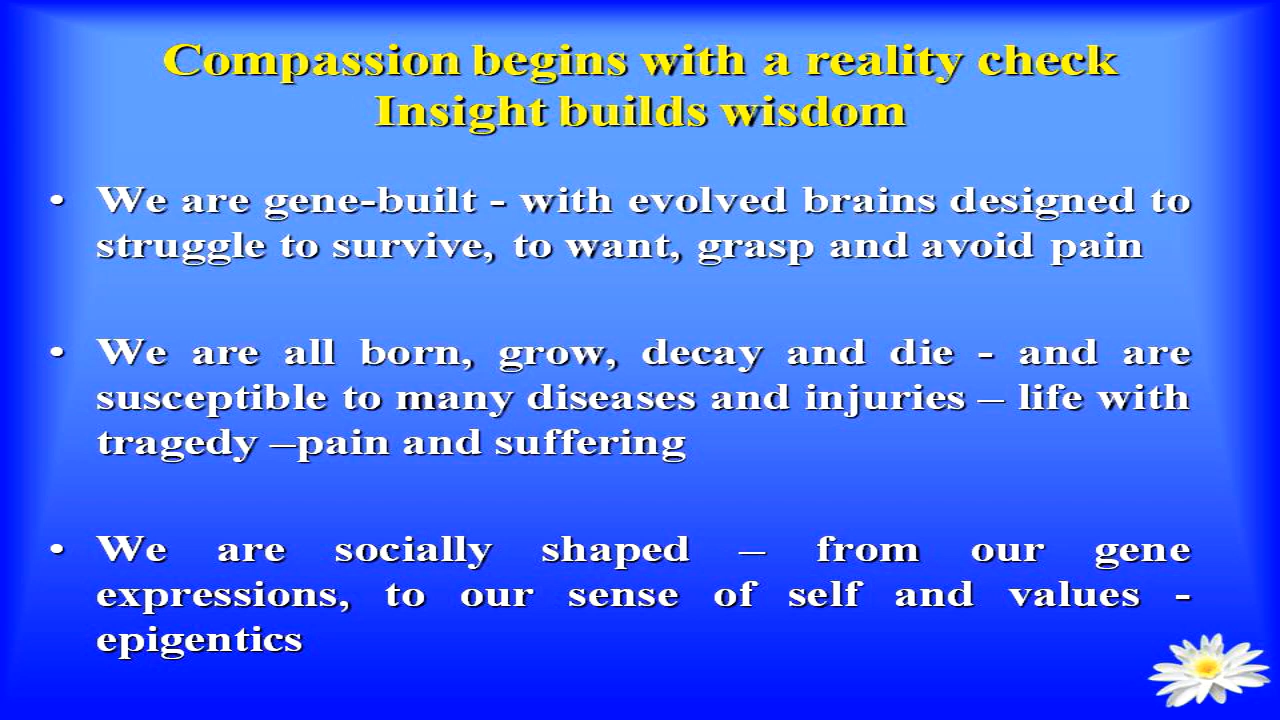 Compassion begins with a reality check
Insight builds wisdom
• We are gene-built - with evolved brains designed to
struggle to survive, to want, grasp and avoid pain
• We are all born, grow, decay and die - and are
susceptible to many diseases and injuries – life with
tragedy –pain and suffering
• We are socially shaped – from our gene
expressions, to our sense of self and values -
epigentics